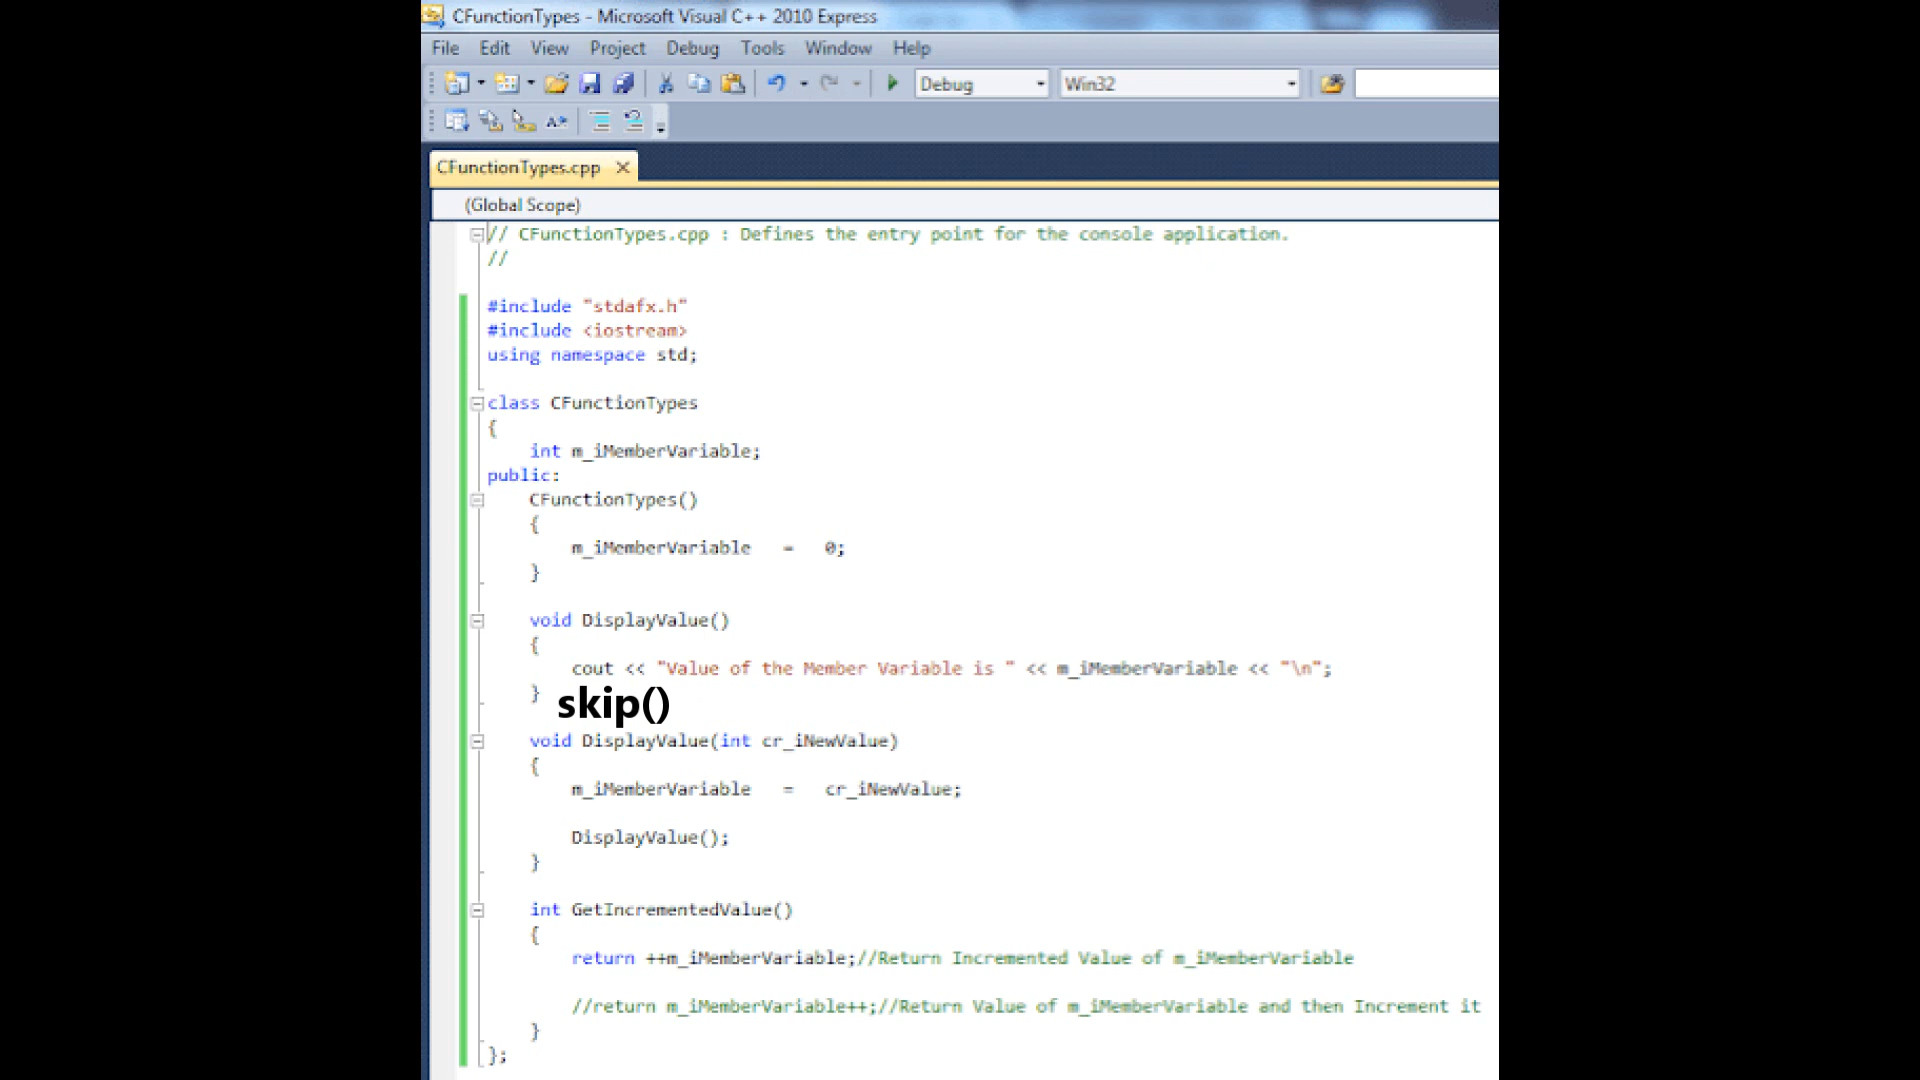 CFunctionTypes - Microsoft Visual C++ 2010 Express
File Edit View Project Debug Tools Window Help
Debug Win32
CFunctionTypes.cpp
(Global Scope)
// CFunctionTypes.cpp : Defines the entry point for the console application.
//
#include "stdafx.h"
#include <iostream>
using namespace std;
class CFunctionTypes
{
int m_iMemberVariable;
public:
CFunctionTypes()
{
m_iMemberVariable = 0;
}
void DisplayValue()
{
cout << "Value of the Member Variable is " << m_iMemberVariable << "\n";
}
skip()
void DisplayValue(int cr_iNewValue)
{
m_iMemberVariable = cr_iNewValue;
DisplayValue();
}
int GetIncrementedValue()
{
return ++m_iMemberVariable;//Return Incremented Value of m_iMemberVariable
//return m_iMemberVariable++;//Return Value of m_iMemberVariable and then Increment it
}
};